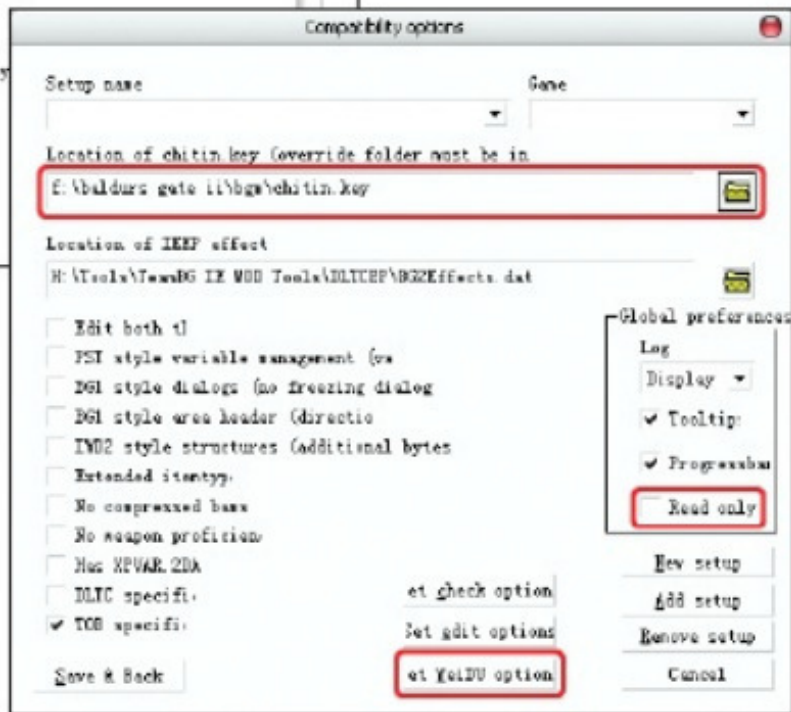 Compatibility options
Setup name
Game
Location of chitin.key (override folder must be in
f:\baldurs gate ii\bgm\chitin.key
Location of IEEP effect
H:\Tools\TeamBG IE MOD Tools\DLTCEP\BG2Effects.dat
Edit both tl
PST style variable management (va
BG1 style dialogs (no freezing dialog
BG1 style area header (directio
IWD2 style structures (additional bytes
Extended itemtyp
No compressed bams
No weapon proficien
Has XPVAR.2DA
DLTC specifi
TOB specifi
Global preferences
Log
Display
Tooltip
Progressbar
Read only
et check option
Set edit options
et WeiDU option
New setup
Add setup
Remove setup
Save & Back
Cancel